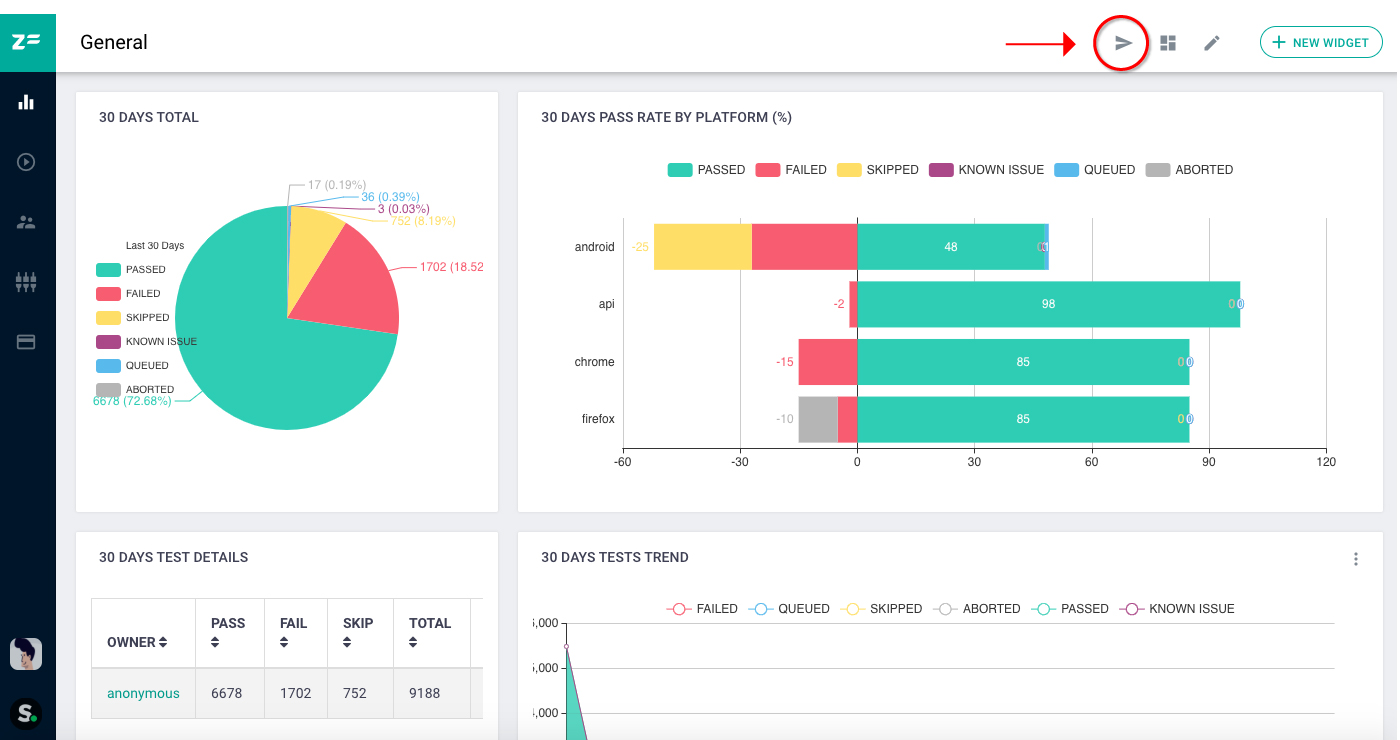 General
NEW WIDGET
30 DAYS TOTAL
17 (0.19%)
36 (0.39%)
3 (0.03%)
752 (8.19%)
1702 (18.52
Last 30 Days
PASSED
FAILED
SKIPPED
KNOWN ISSUE
QUEUED
ABORTED
6678 (72.68%)
30 DAYS PASS RATE BY PLATFORM (%)
PASSED FAILED SKIPPED KNOWN ISSUE QUEUED ABORTED
android -25 48
api -2 98 0 0
chrome -15 85 0 0
firefox -10 85 0 0
-60 -30 0 30 60 90 120
30 DAYS TEST DETAILS
OWNER PASS FAIL SKIP TOTAL
anonymous 6678 1702 752 9188
30 DAYS TESTS TREND
FAILED QUEUED SKIPPED ABORTED PASSED KNOWN ISSUE
,000
5,000
,000
S.